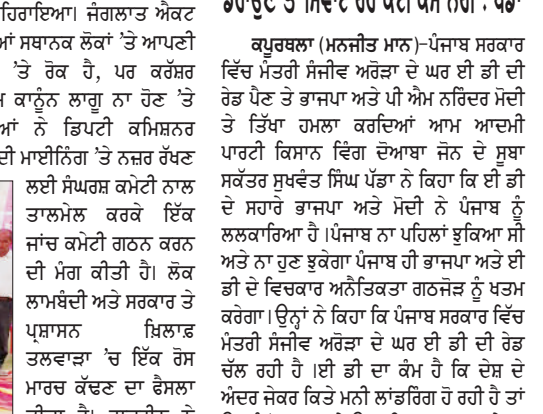 ਹਿਰਾਇਆ। ਜੰਗਲਾਤ ਐਕਟ
ਆਂ ਸਥਾਨਕ ਲੋਕਾਂ 'ਤੇ ਆਪਣੀ
'ਤੇ ਰੋਕ ਹੈ, ਪਰ ਕਰੱਸ਼ਰ
ਕਾਨੂੰਨ ਲਾਗੂ ਨਾ ਹੋਣ 'ਤੇ
ਆਂ ਨੇ ਡਿਪਟੀ ਕਮਿਸ਼ਨਰ
ਦੀ ਮਾਈਨਿੰਗ 'ਤੇ ਨਜ਼ਰ ਰੱਖਣ
ਲਈ ਸੰਘਰਸ਼ ਕਮੇਟੀ ਨਾਲ
ਤਾਲਮੇਲ ਕਰਕੇ ਇੱਕ
ਜਾਂਚ ਕਮੇਟੀ ਗਠਨ ਕਰਨ
ਦੀ ਮੰਗ ਕੀਤੀ ਹੈ। ਲੋਕ
ਲਾਮਬੰਦੀ ਅਤੇ ਸਰਕਾਰ ਤੇ
ਪ੍ਰਸ਼ਾਸਨ ਖ਼ਿਲਾਫ਼
ਤਲਵਾੜਾ 'ਚ ਇੱਕ ਰੋਸ
ਮਾਰਚ ਕੱਢਣ ਦਾ ਫੈਸਲਾ
ਕਪੂਰਥਲਾ (ਮਨਜੀਤ ਮਾਨ)-ਪੰਜਾਬ ਸਰਕਾਰ
ਵਿੱਚ ਮੰਤਰੀ ਸੰਜੀਵ ਅਰੋੜਾ ਦੇ ਘਰ ਈ ਡੀ ਦੀ
ਰੇਡ ਪੈਣ ਤੇ ਭਾਜਪਾ ਅਤੇ ਪੀ ਐਮ ਨਰਿੰਦਰ ਮੋਦੀ
ਤੇ ਤਿੱਖਾ ਹਮਲਾ ਕਰਦਿਆਂ ਆਮ ਆਦਮੀ
ਪਾਰਟੀ ਕਿਸਾਨ ਵਿੰਗ ਦੋਆਬਾ ਜੋਨ ਦੇ ਸੂਬਾ
ਸਕੱਤਰ ਸੁਖਵੰਤ ਸਿੰਘ ਪੱਡਾ ਨੇ ਕਿਹਾ ਕਿ ਈ ਡੀ
ਦੇ ਸਹਾਰੇ ਭਾਜਪਾ ਅਤੇ ਮੋਦੀ ਨੇ ਪੰਜਾਬ ਨੂੰ
ਲਲਕਾਰਿਆ ਹੈ।ਪੰਜਾਬ ਨਾ ਪਹਿਲਾਂ ਝੁਕਿਆ ਸੀ
ਅਤੇ ਨਾ ਹੁਣ ਝੁਕੇਗਾ ਪੰਜਾਬ ਹੀ ਭਾਜਪਾ ਅਤੇ ਈ
ਡੀ ਦੇ ਵਿਚਕਾਰ ਅਨੈਤਿਕਤਾ ਗਠਜੋੜ ਨੂੰ ਖਤਮ
ਕਰੇਗਾ।ਉਨ੍ਹਾਂ ਨੇ ਕਿਹਾ ਕਿ ਪੰਜਾਬ ਸਰਕਾਰ ਵਿੱਚ
ਮੰਤਰੀ ਸੰਜੀਵ ਅਰੋੜਾ ਦੇ ਘਰ ਈ ਡੀ ਦੀ ਰੇਡ
ਚੱਲ ਰਹੀ ਹੈ ।ਈ ਡੀ ਦਾ ਕੰਮ ਹੈ ਕਿ ਦੇਸ਼ ਦੇ
ਅੰਦਰ ਜੇਕਰ ਕਿਤੇ ਮਨੀ ਲਾਂਡਰਿੰਗ ਹੋ ਰਹੀ ਹੈ ਤਾਂ